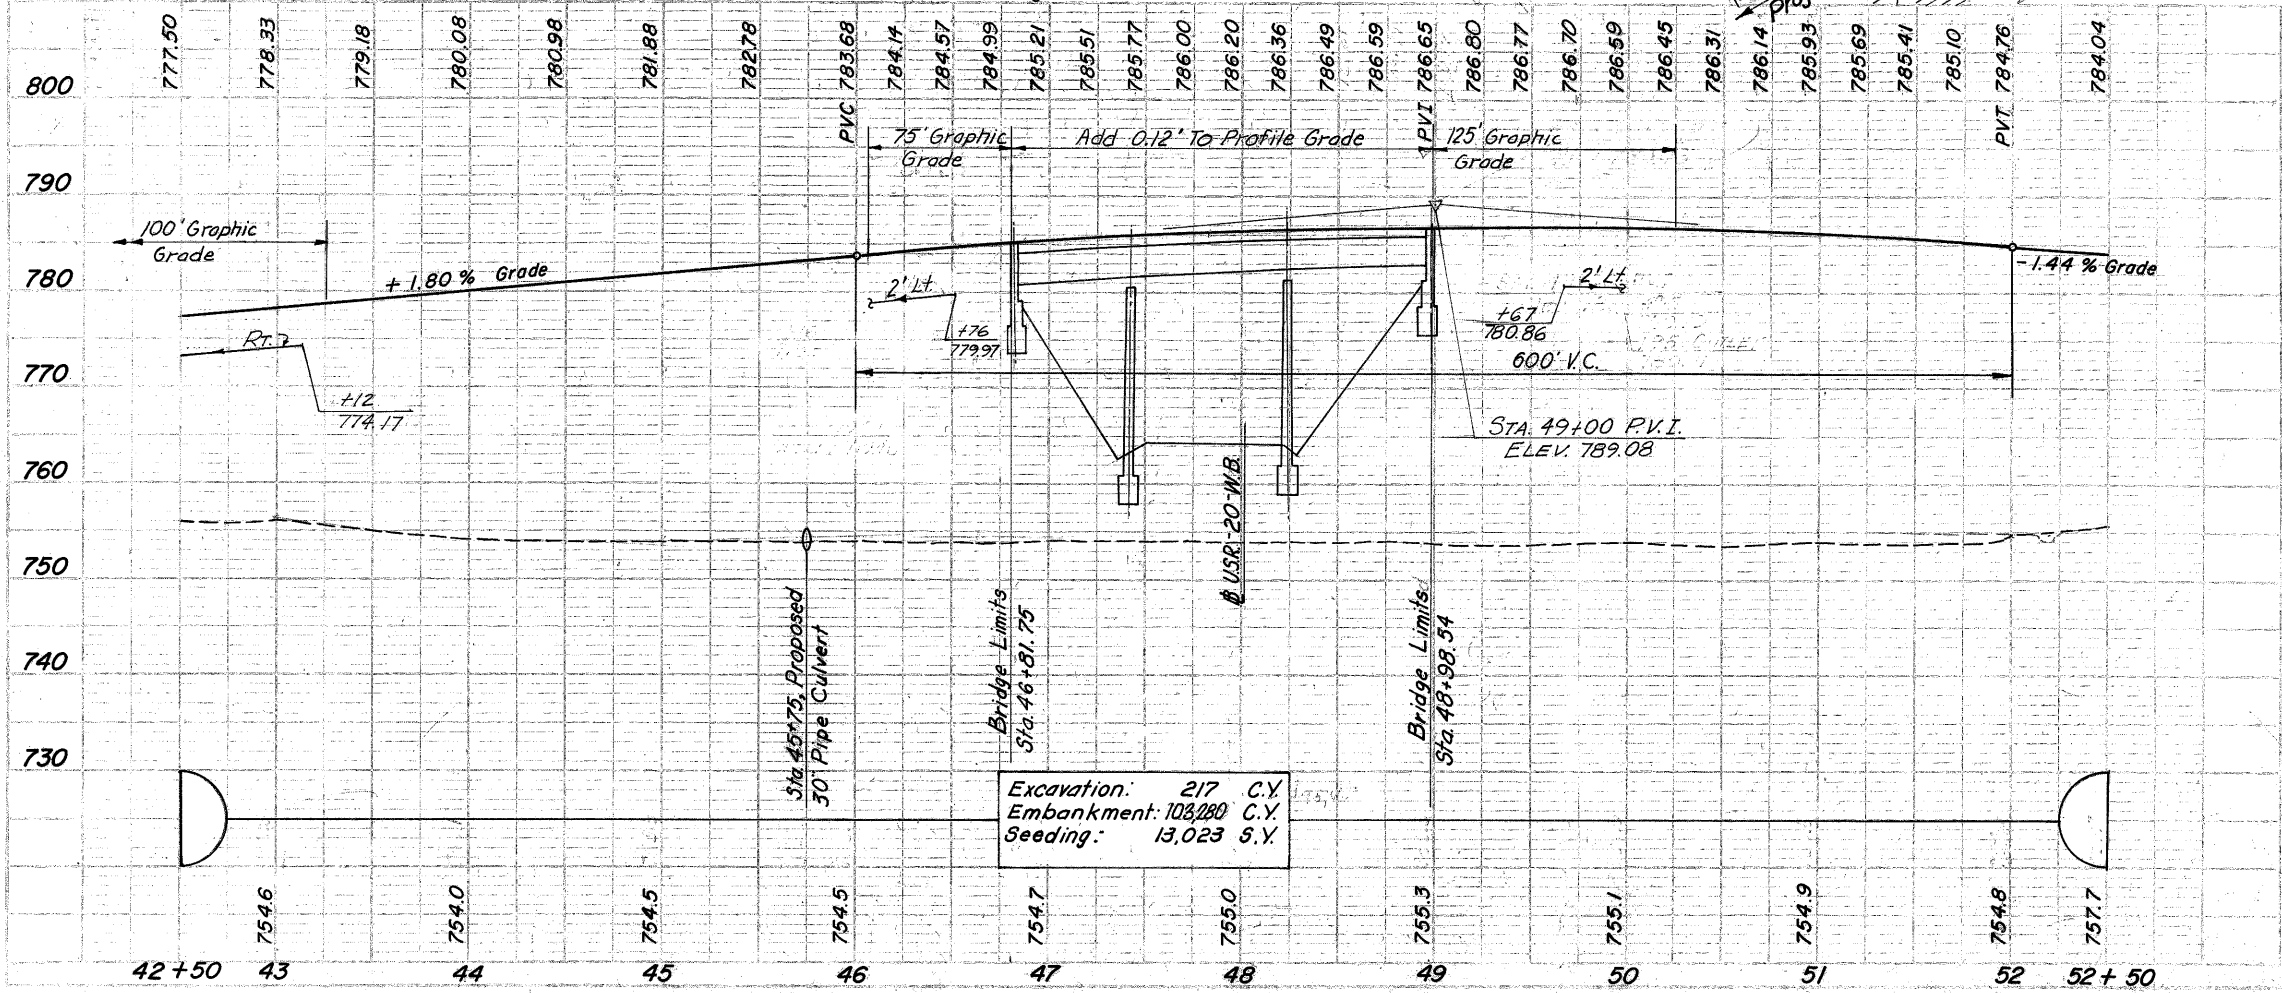 pros
777.50
778.33
779.18
780.08
780.98
781.88
782.78
PVC 783.68
784.14
784.57
784.99
785.21
785.51
785.77
786.00
786.20
786.36
786.49
786.59
PVI 786.65
786.80
786.77
786.70
786.59
786.45
786.31
786.14
785.93
785.69
785.41
785.10
PVT 784.76
784.04
800
790
780
770
760
750
740
730
75' Graphic
Grade
Add 0.12' To Profile Grade
125' Graphic
Grade
100' Graphic
Grade
+1.80% Grade
-1.44% Grade
2' Lt.
+76
779.97
2' Lt.
+67
780.86
RT.
+12
774.17
600' V.C.
STA. 49+00 P.V.I.
ELEV. 789.08
USR-20-W.B.
Sta. 45+75, Proposed
30" Pipe Culvert
Bridge Limits
Sta. 46+81.75
Bridge Limits
Sta. 48+98.54
Excavation: 217 C.Y.
Embankment: C.Y.
Seeding: 13,023 S.Y.
754.6
754.0
754.5
754.5
754.7
755.0
755.3
755.1
754.9
754.8
757.7
42+50 43 44 45 46 47 48 49 50 51 52 52+50